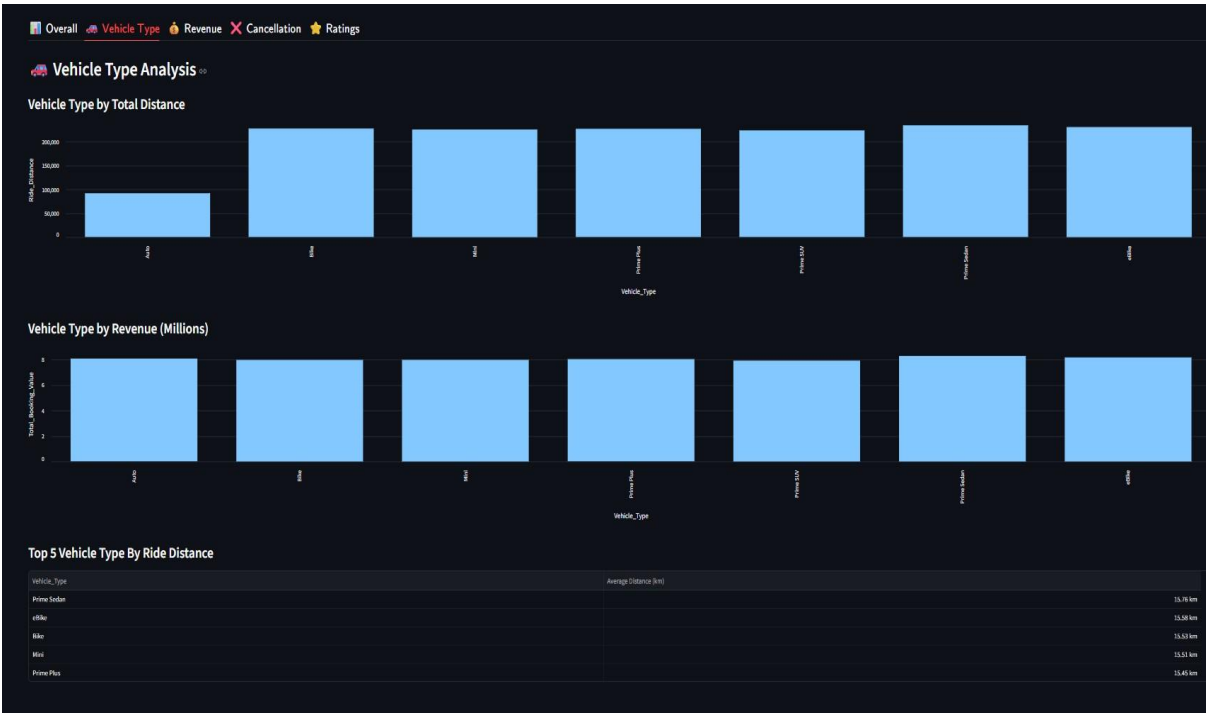 📊 Overall 🚗 Vehicle Type 💰 Revenue ❌ Cancellation ⭐ Ratings
🚗 Vehicle Type Analysis
Vehicle Type by Total Distance
200,000
150,000
100,000
50,000
0
Ride_Distance
Auto Bike Mini Prime Plus Prime SUV Prime Sedan eBike
Vehicle_Type
Vehicle Type by Revenue (Millions)
8
6
4
2
0
Total_Booking_Value
Auto Bike Mini Prime Plus Prime SUV Prime Sedan eBike
Vehicle_Type
Top 5 Vehicle Type By Ride Distance
Vehicle_Type Average Distance (km)
Prime Sedan 15.76 km
eBike 15.58 km
Bike 15.53 km
Mini 15.51 km
Prime Plus 15.45 km